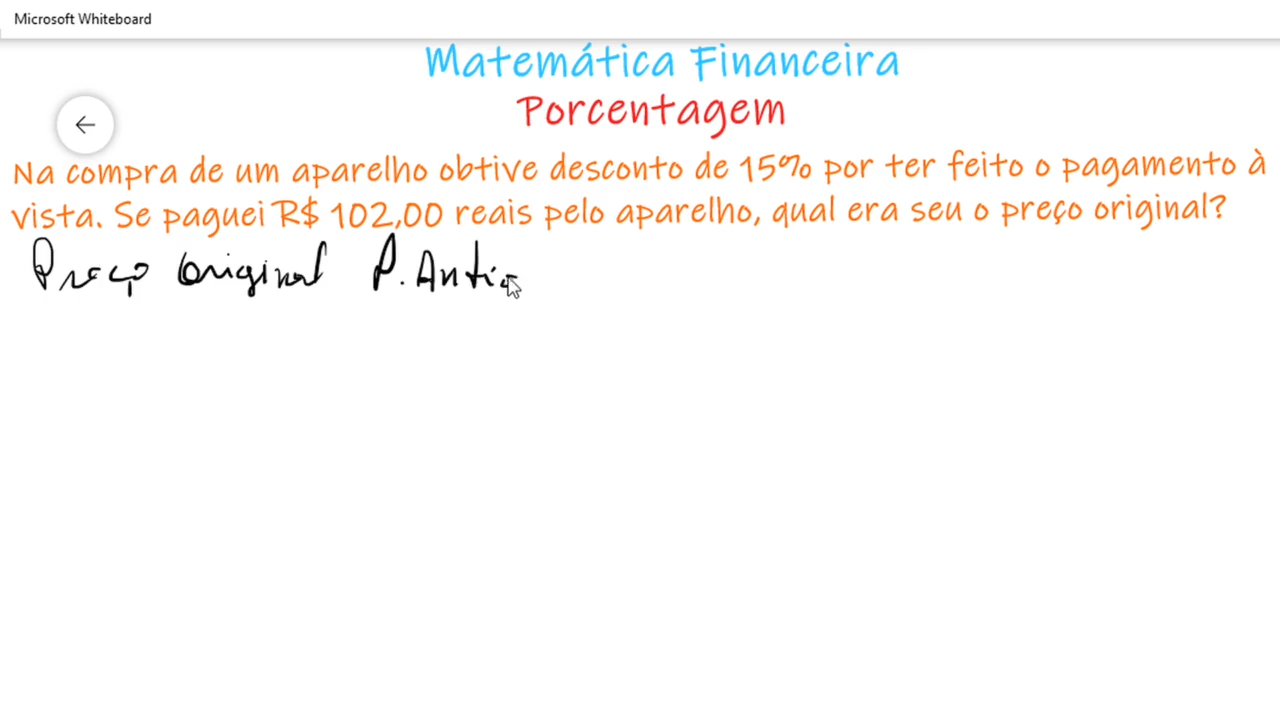 Microsoft Whiteboard
Matemática Financeira
Porcentagem
Na compra de um aparelho obtive desconto de 15% por ter feito o pagamento à
vista. Se paguei R$ 102,00 reais pelo aparelho, qual era seu o preço original?
Preço original P. Anti